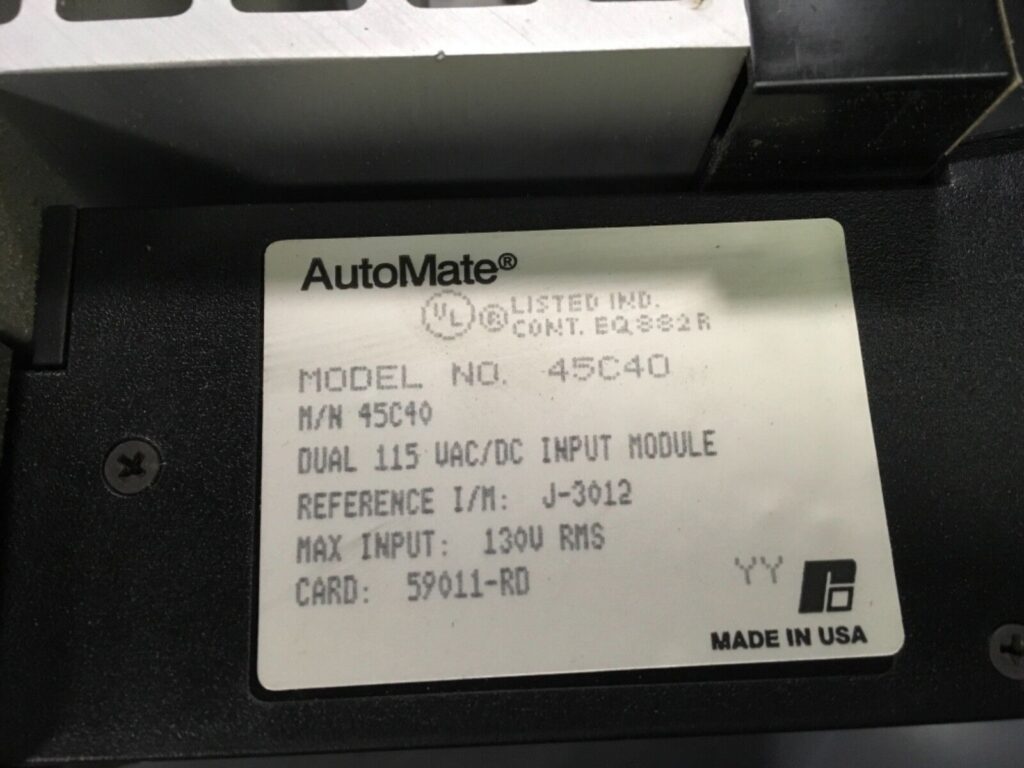 AutoMate®
UL ® LISTED IND.
CONT. EQ882R
MODEL NO. 45C40
M/N 45C40
DUAL 115 VAC/DC INPUT MODULE
REFERENCE I/M: J-3012
MAX INPUT: 130V RMS
CARD: 59011-RD
YY
MADE IN USA